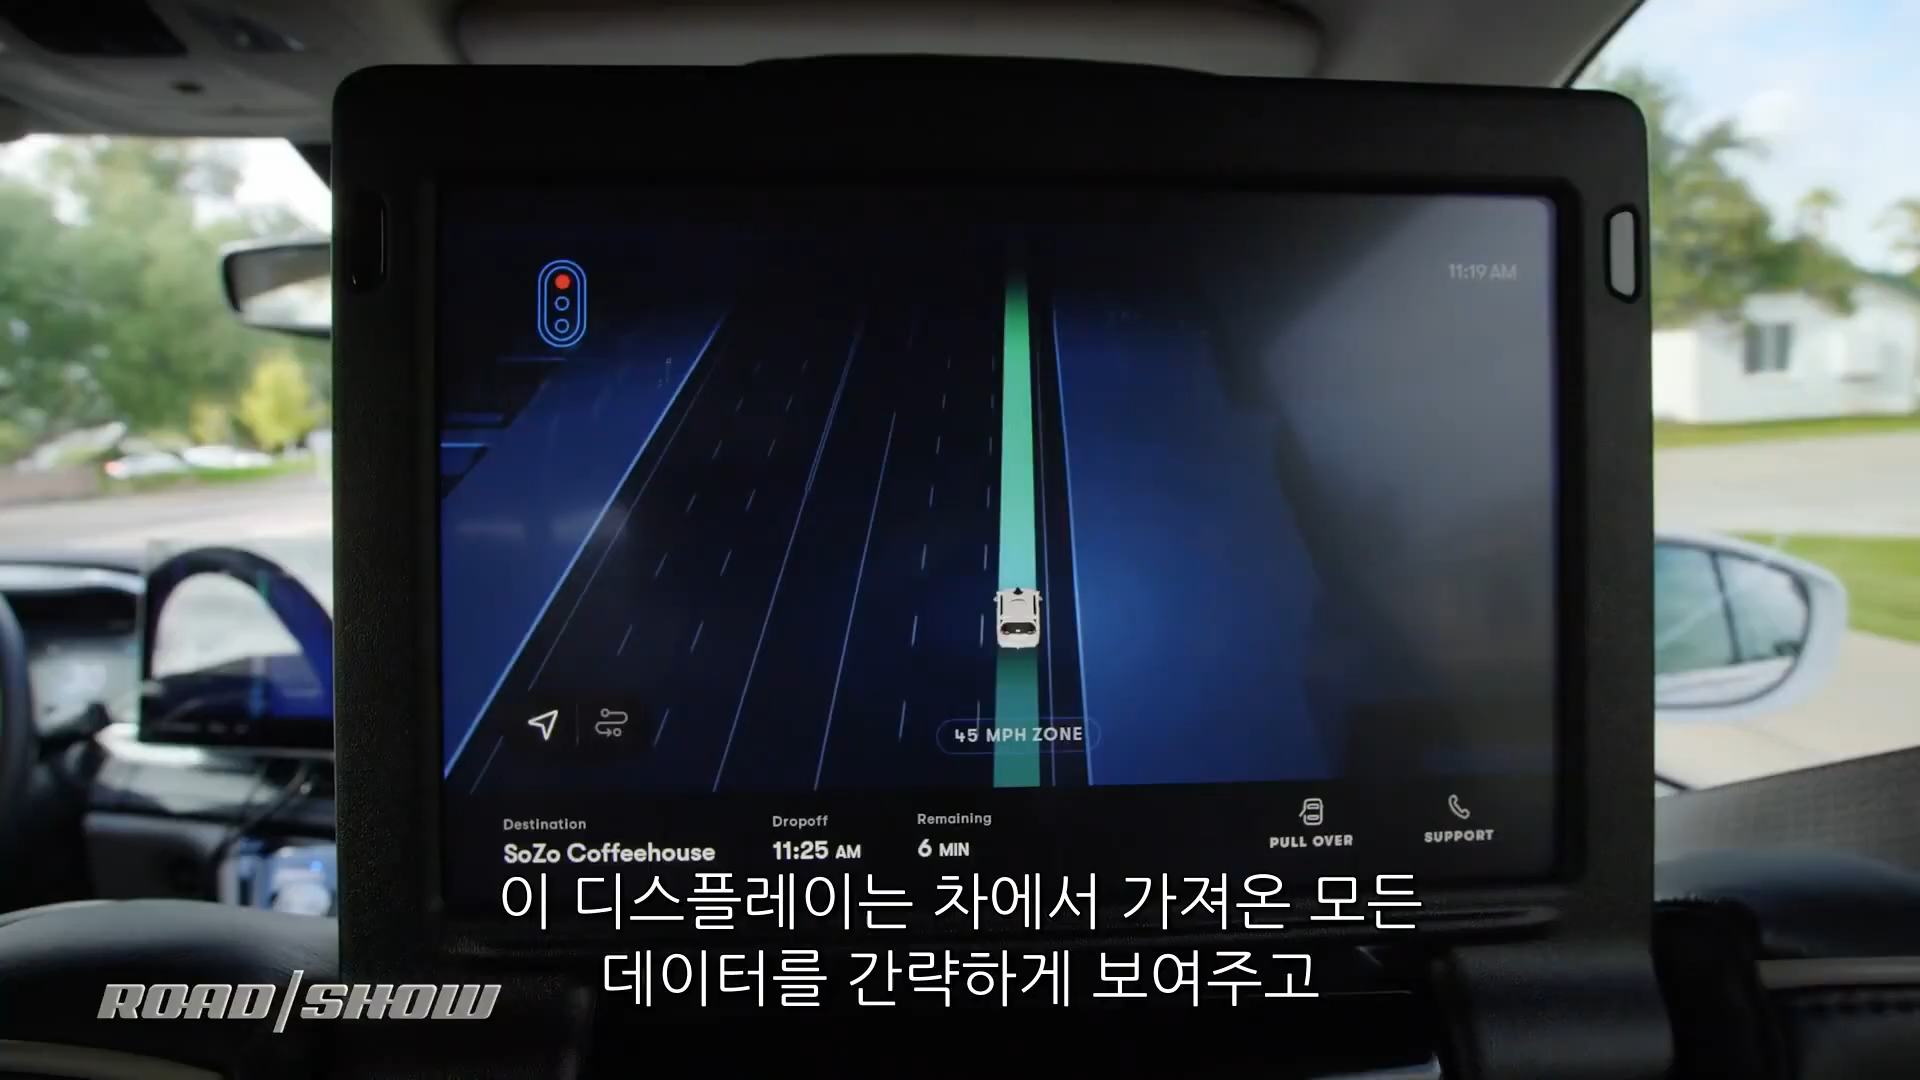 11:19 AM
45 MPH ZONE
Destination
SoZo Coffeehouse
Dropoff
11:25 AM
Remaining
6 MIN
PULL OVER
SUPPORT
이 디스플레이는 차에서 가져온 모든
데이터를 간략하게 보여주고
ROAD/SHOW